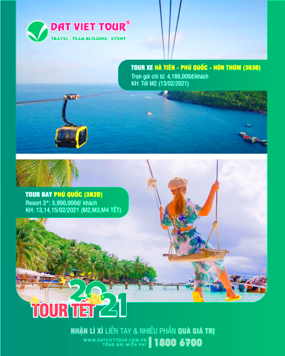 ĐẤT VIỆT TOUR®
TRAVEL | TEAM BUILDING | EVENT
TOUR XE HÀ TIÊN - PHÚ QUỐC - HÒN THƠM (3N3Đ)
Trọn gói chỉ từ: 4,186,000đ/khách
KH: Tối M2 (13/02/2021)
TOUR BAY PHÚ QUỐC (3N2Đ)
Resort 3*: 5,990,000đ/ khách
KH: 13,14,15/02/2021 (M2,M3,M4 TẾT)
TOUR TẾT 2021
NHẬN LÌ XÌ LIỀN TAY & NHIỀU PHẦN QUÀ GIÁ TRỊ
WWW.DATVIETTOUR.COM.VN
TỔNG ĐÀI MIỄN PHÍ 1800 6700